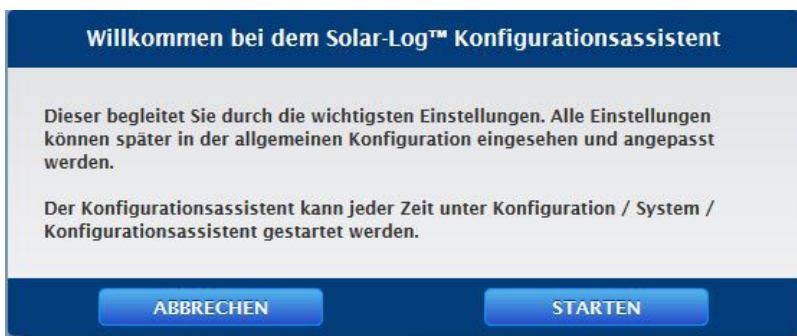 Willkommen bei dem Solar-Log™ Konfigurationsassistent
Dieser begleitet Sie durch die wichtigsten Einstellungen. Alle Einstellungen
können später in der allgemeinen Konfiguration eingesehen und angepasst
werden.
Der Konfigurationsassistent kann jeder Zeit unter Konfiguration / System /
Konfigurationsassistent gestartet werden.
ABBRECHEN
STARTEN